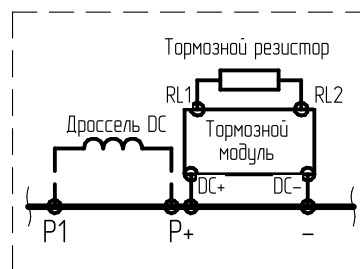 Тормозной резистор
RL1
RL2
Дроссель DC
Тормозной
модуль
DC+
DC-
P1
P+
-